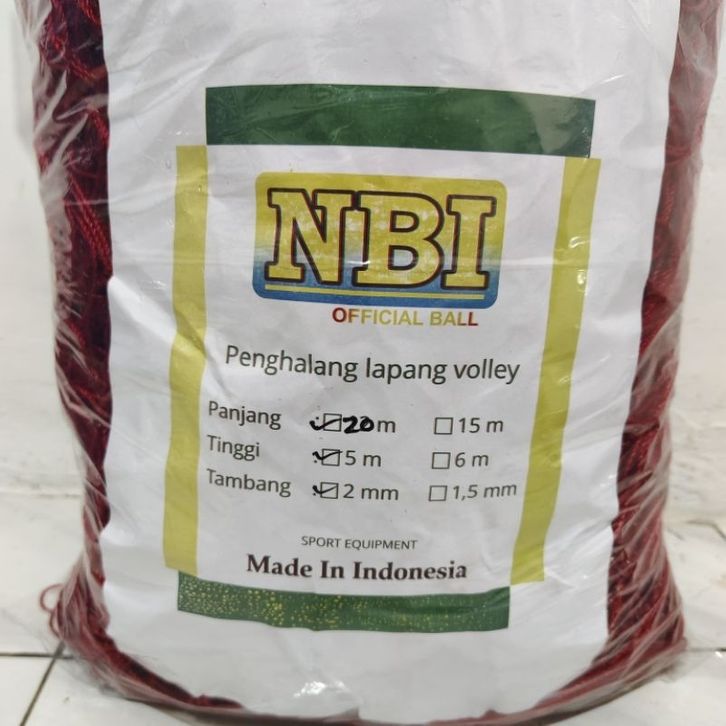 NBI
OFFICIAL BALL
Penghalang lapang volley
Panjang 20 m 15 m
Tinggi 5 m 6 m
Tambang 2 mm 1,5 mm
SPORT EQUIPMENT
Made In Indonesia